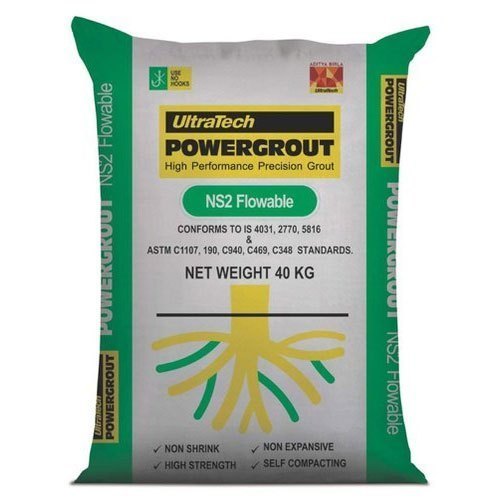 USE
NO
HOOKS
ADITYA BIRLA
UltraTech
UltraTech
POWERGROUT
High Performance Precision Grout
NS2 Flowable
CONFORMS TO IS 4031, 2770, 5816
&
ASTM C1107, 190, C940, C469, C348 STANDARDS.
NET WEIGHT 40 KG
✓ NON SHRINK
✓ NON EXPANSIVE
✓ HIGH STRENGTH
✓ SELF COMPACTING
UltraTech
POWERGROUT
NS2 Flowable
UltraTech
POWERGROUT
UltraTech
POWERGROUT
NS2 Flowable